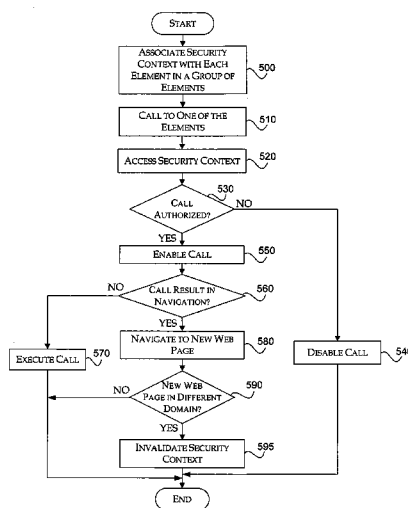 START
ASSOCIATE SECURITY
CONTEXT WITH EACH
ELEMENT IN A GROUP OF
ELEMENTS
500
CALL TO ONE OF THE
ELEMENTS
510
ACCESS SECURITY CONTEXT
520
530
CALL
AUTHORIZED?
NO
YES
ENABLE CALL
550
CALL RESULT IN
NAVIGATION?
560
NO
YES
NAVIGATE TO NEW WEB
PAGE
580
EXECUTE CALL
570
DISABLE CALL
540
NEW WEB
PAGE IN DIFFERENT
DOMAIN?
590
NO
YES
INVALIDATE SECURITY
CONTEXT
595
END